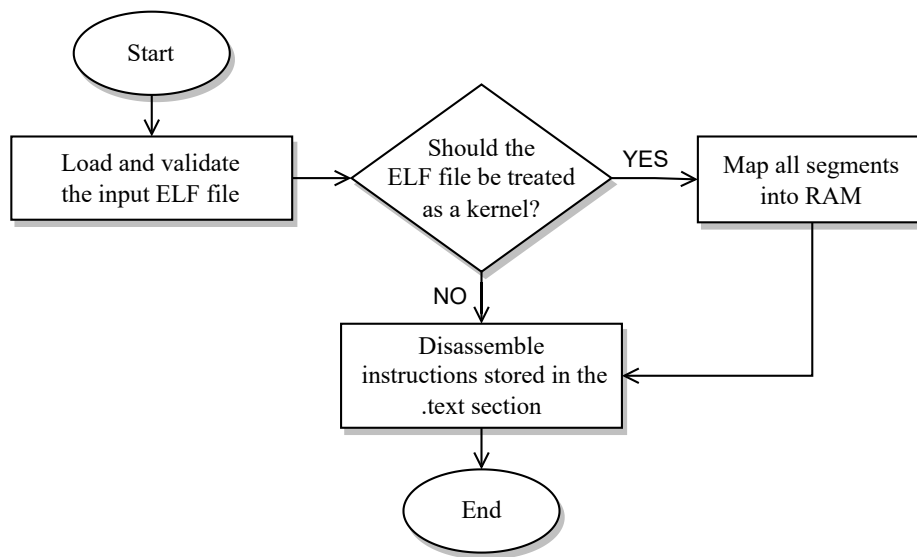 Start
Load and validate
the input ELF file
Should the
ELF file be treated
as a kernel?
YES
Map all segments
into RAM
NO
Disassemble
instructions stored in the
.text section
End